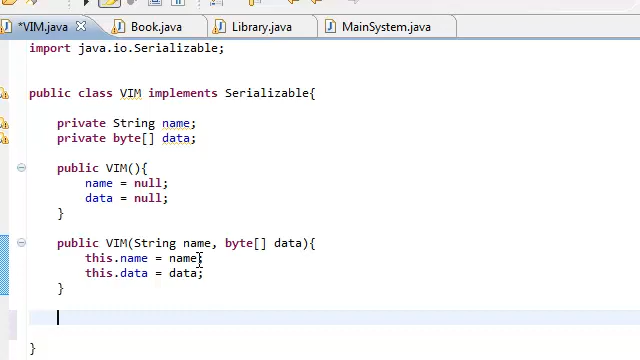 *VIM.java Book.java Library.java MainSystem.java
import java.io.Serializable;
public class VIM implements Serializable{
private String name;
private byte[] data;
public VIM(){
name = null;
data = null;
}
public VIM(String name, byte[] data){
this.name = name;
this.data = data;
}
}